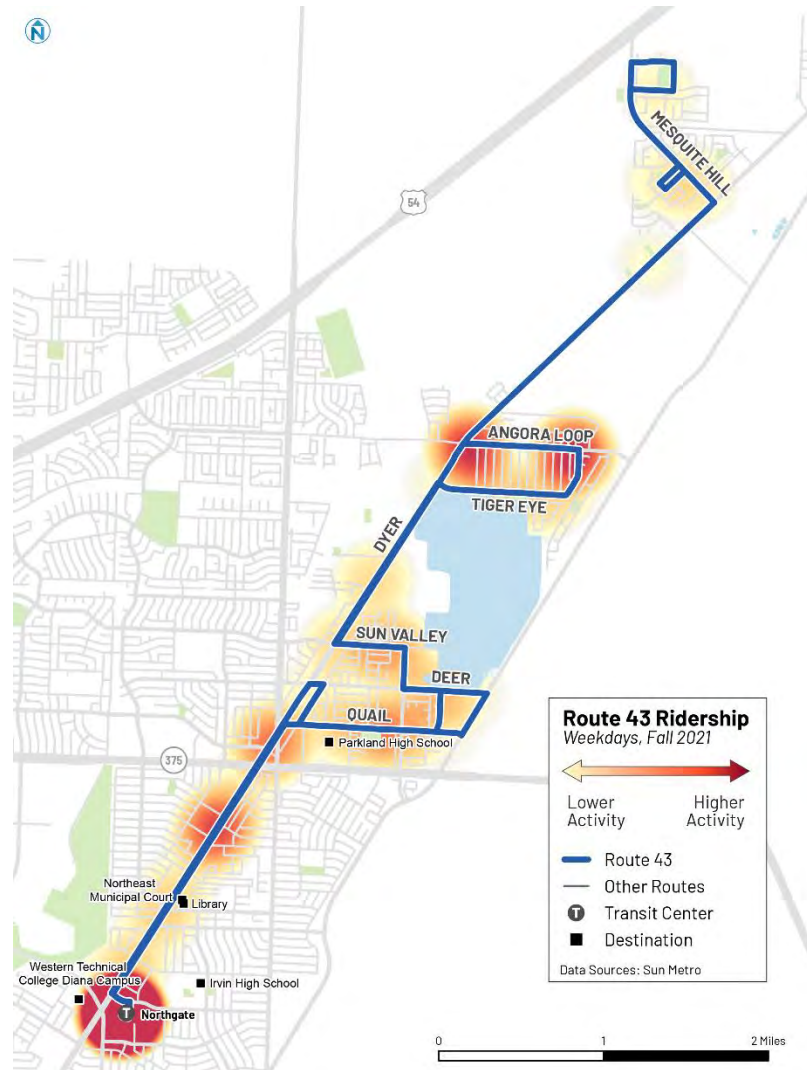 N
MESQUITE HILL
54
ANGORA LOOP
TIGER EYE
DYER
SUN VALLEY
DEER
QUAIL
Parkland High School
375
Northeast
Municipal Court
Library
Western Technical
College Diana Campus
Irvin High School
T
Northgate
Route 43 Ridership
Weekdays, Fall 2021
Lower
Activity
Higher
Activity
Route 43
Other Routes
T
Transit Center
Destination
Data Sources: Sun Metro
0
1
2 Miles